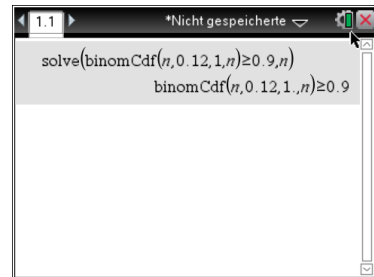 1.1
*Nicht gespeicherte
solve(binomCdf(n,0.12,1,n)≥0.9,n)
binomCdf(n,0.12,1.,n)≥0.9